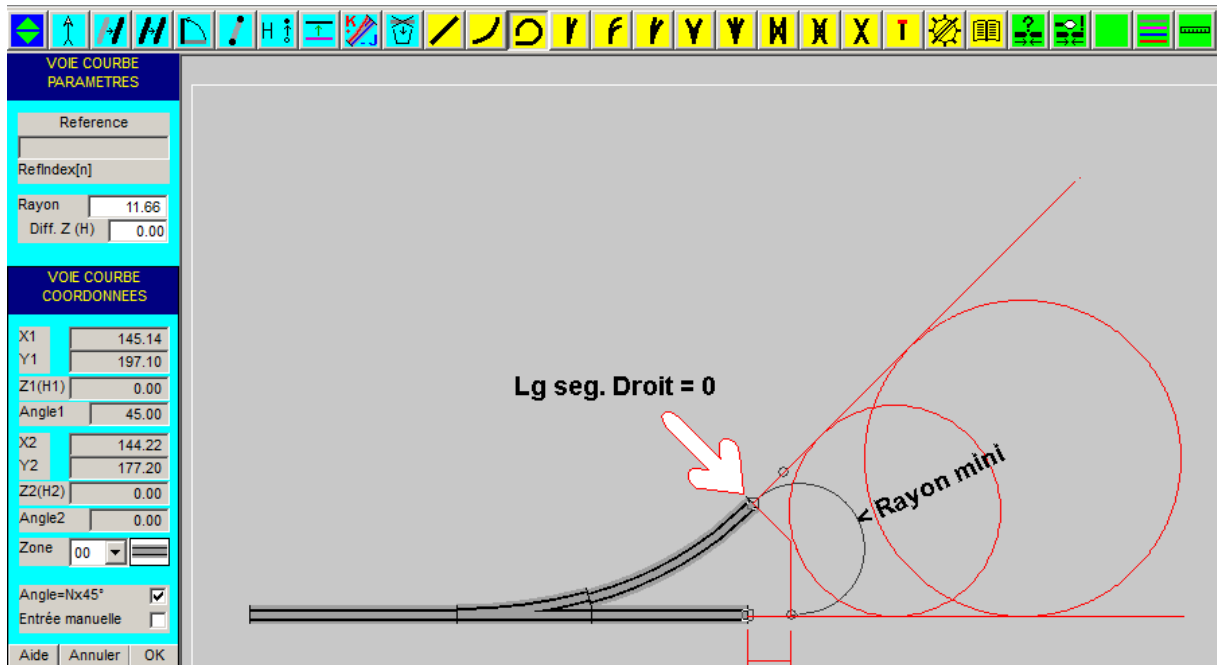 H
K
J
T
?
!
VOIE COURBE
PARAMETRES
Reference
RefIndex[n]
Rayon 11.66
Diff. Z (H) 0.00
VOIE COURBE
COORDONNEES
X1 145.14
Y1 197.10
Z1(H1) 0.00
Angle1 45.00
X2 144.22
Y2 177.20
Z2(H2) 0.00
Angle2 0.00
Zone 00
Angle=Nx45°
Entrée manuelle
Aide Annuler OK
Lg seg. Droit = 0
Rayon mini